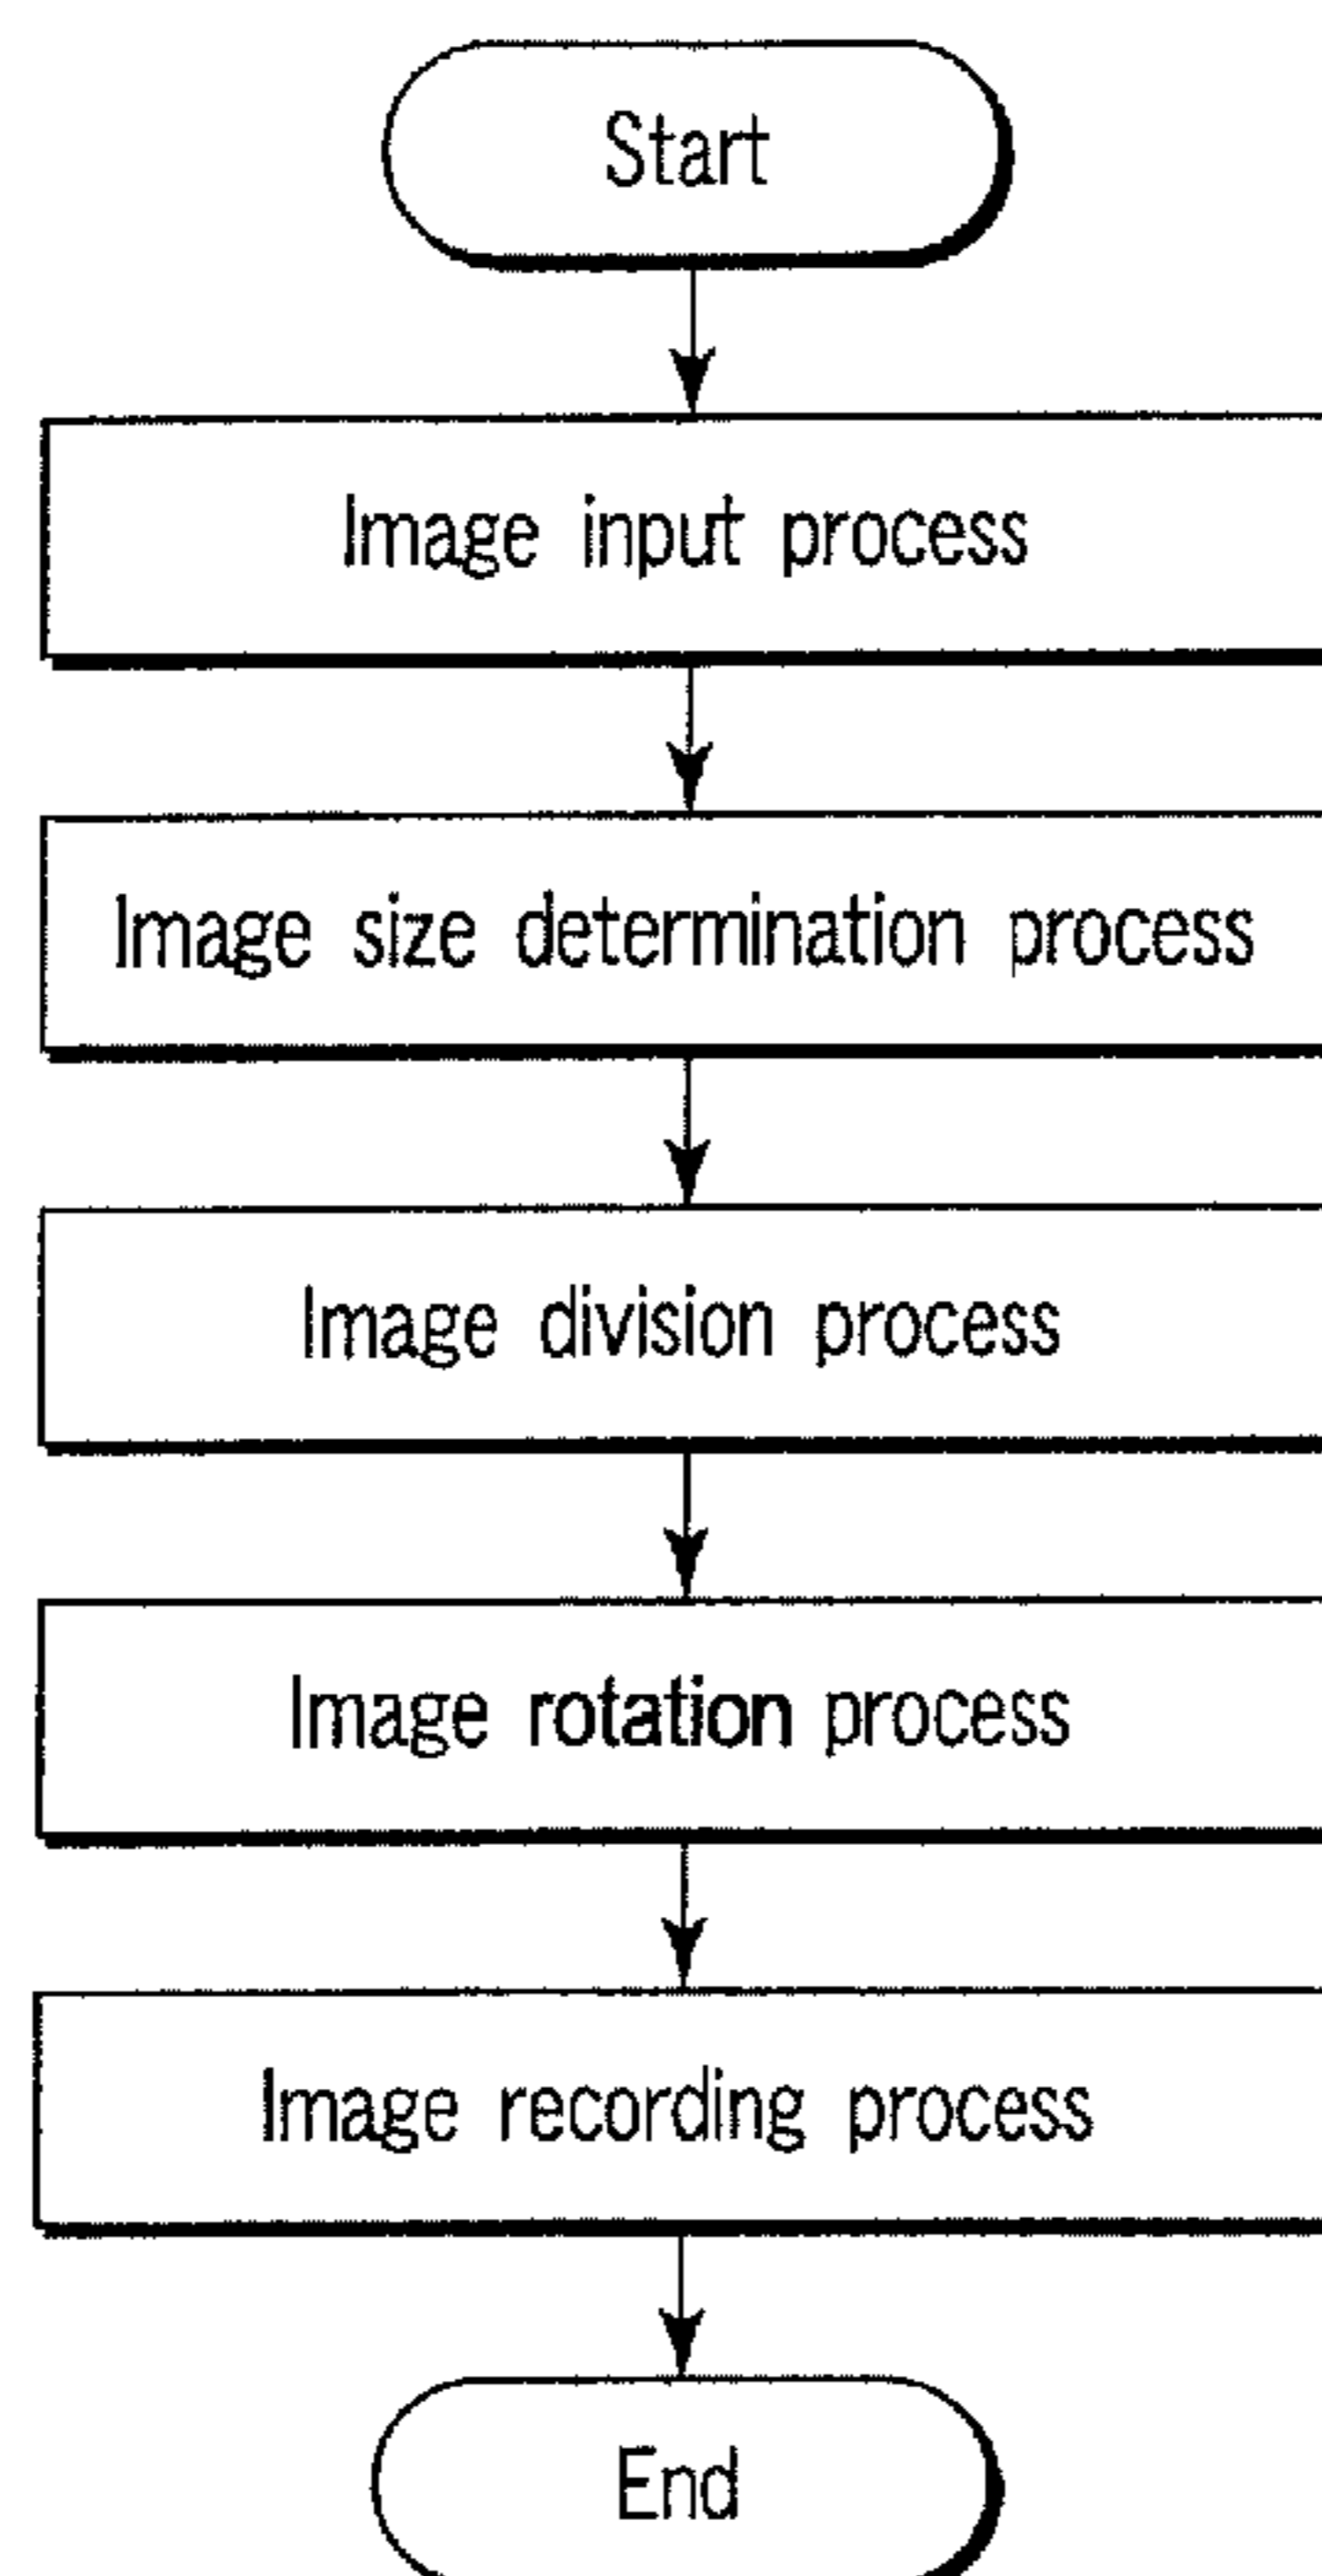 Start
Image input process
Image size determination process
Image division process
Image rotation process
Image recording process
End